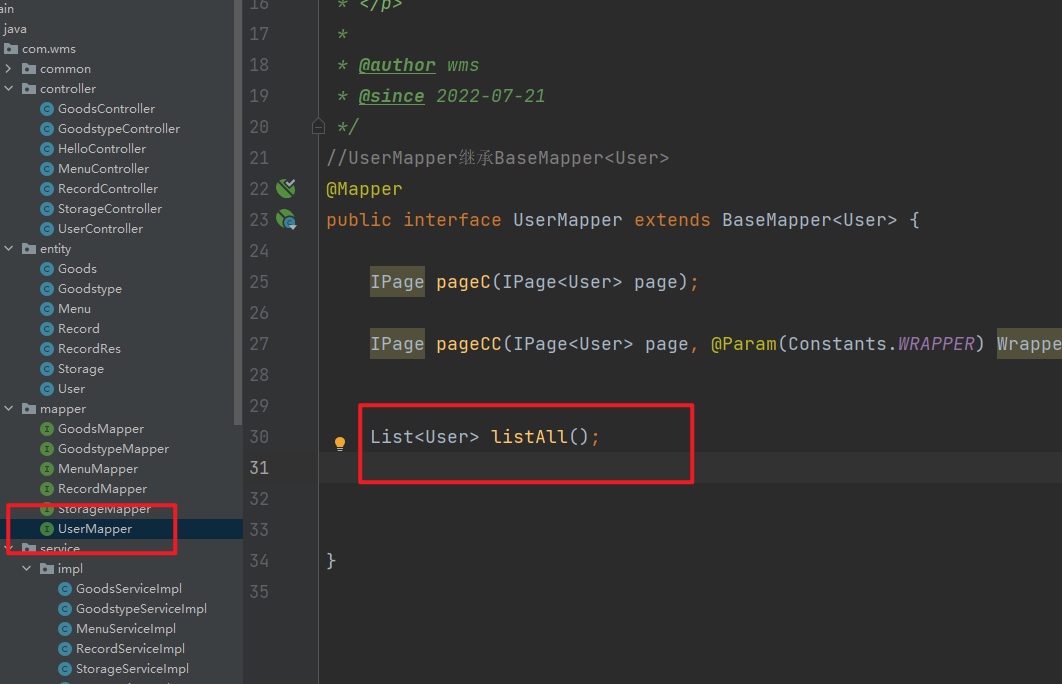 ain
java
com.wms
common
controller
GoodsController
GoodstypeController
HelloController
MenuController
RecordController
StorageController
UserController
entity
Goods
Goodstype
Menu
Record
RecordRes
Storage
User
mapper
GoodsMapper
GoodstypeMapper
MenuMapper
RecordMapper
StorageMapper
UserMapper
service
impl
GoodsServiceImpl
GoodstypeServiceImpl
MenuServiceImpl
RecordServiceImpl
StorageServiceImpl
16 * </p>
17 *
18 * @author wms
19 * @since 2022-07-21
20 */
21 //UserMapper继承BaseMapper<User>
22 @Mapper
23 public interface UserMapper extends BaseMapper<User> {
24
25 IPage pageC(IPage<User> page);
26
27 IPage pageCC(IPage<User> page, @Param(Constants.WRAPPER) Wrappe
28
29
30 List<User> listAll();
31
32
33
34 }
35